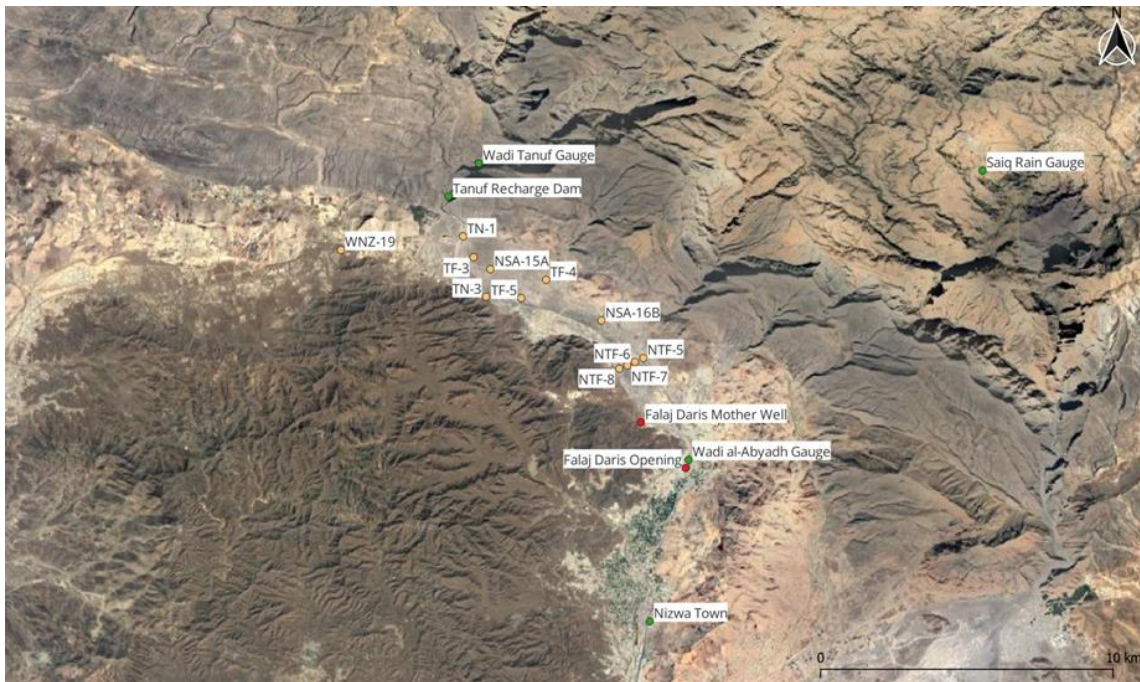 N
Wadi Tanuf Gauge
Saiq Rain Gauge
Tanuf Recharge Dam
TN-1
WNZ-19
NSA-15A
TF-3
TF-4
TN-3
TF-5
NSA-16B
NTF-5
NTF-6
NTF-7
NTF-8
Falaj Daris Mother Well
Wadi al-Abyadh Gauge
Falaj Daris Opening
Nizwa Town
0
10 km